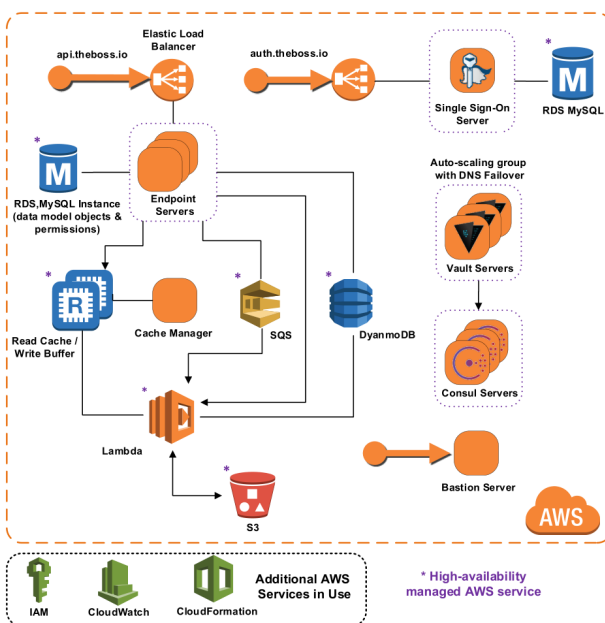 Elastic Load
Balancer
api.theboss.io
auth.theboss.io
*
M
RDS MySQL
Single Sign-On
Server
*
M
RDS,MySQL Instance
(data model objects &
permissions)
Endpoint
Servers
Auto-scaling group
with DNS Failover
Vault Servers
*
R
Read Cache /
Write Buffer
Cache Manager
*
SQS
*
DyanmoDB
Consul Servers
*
Lambda
*
S3
Bastion Server
AWS
IAM
CloudWatch
CloudFormation
Additional AWS
Services in Use
* High-availability
managed AWS service